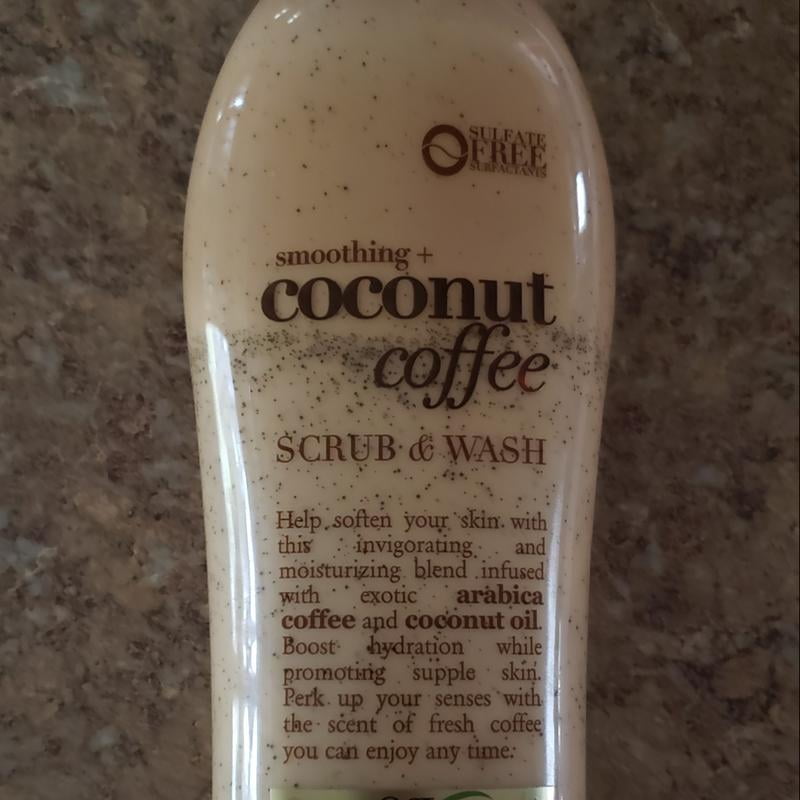 SULFATE
FREE
SURFACTANTS
smoothing +
coconut
coffee
SCRUB & WASH
Help soften your skin with
this invigorating and
moisturizing blend infused
with exotic arabica
coffee and coconut oil.
Boost hydration while
promoting supple skin.
Perk up your senses with
the scent of fresh coffee
you can enjoy any time.